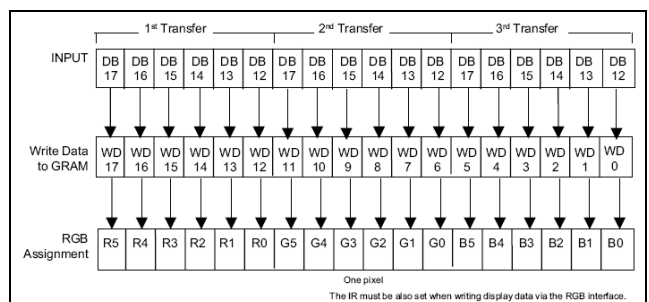 1st Transfer 2nd Transfer 3rd Transfer
INPUT DB DB DB DB DB DB DB DB DB DB DB DB DB DB DB DB DB DB
17 16 15 14 13 12 17 16 15 14 13 12 17 16 15 14 13 12
Write Data WD WD WD WD WD WD WD WD WD WD WD WD WD WD WD WD WD WD
to GRAM 17 16 15 14 13 12 11 10 9 8 7 6 5 4 3 2 1 0
RGB
Assignment R5 R4 R3 R2 R1 R0 G5 G4 G3 G2 G1 G0 B5 B4 B3 B2 B1 B0
One pixel
The IR must be also set when writing display data via the RGB interface.